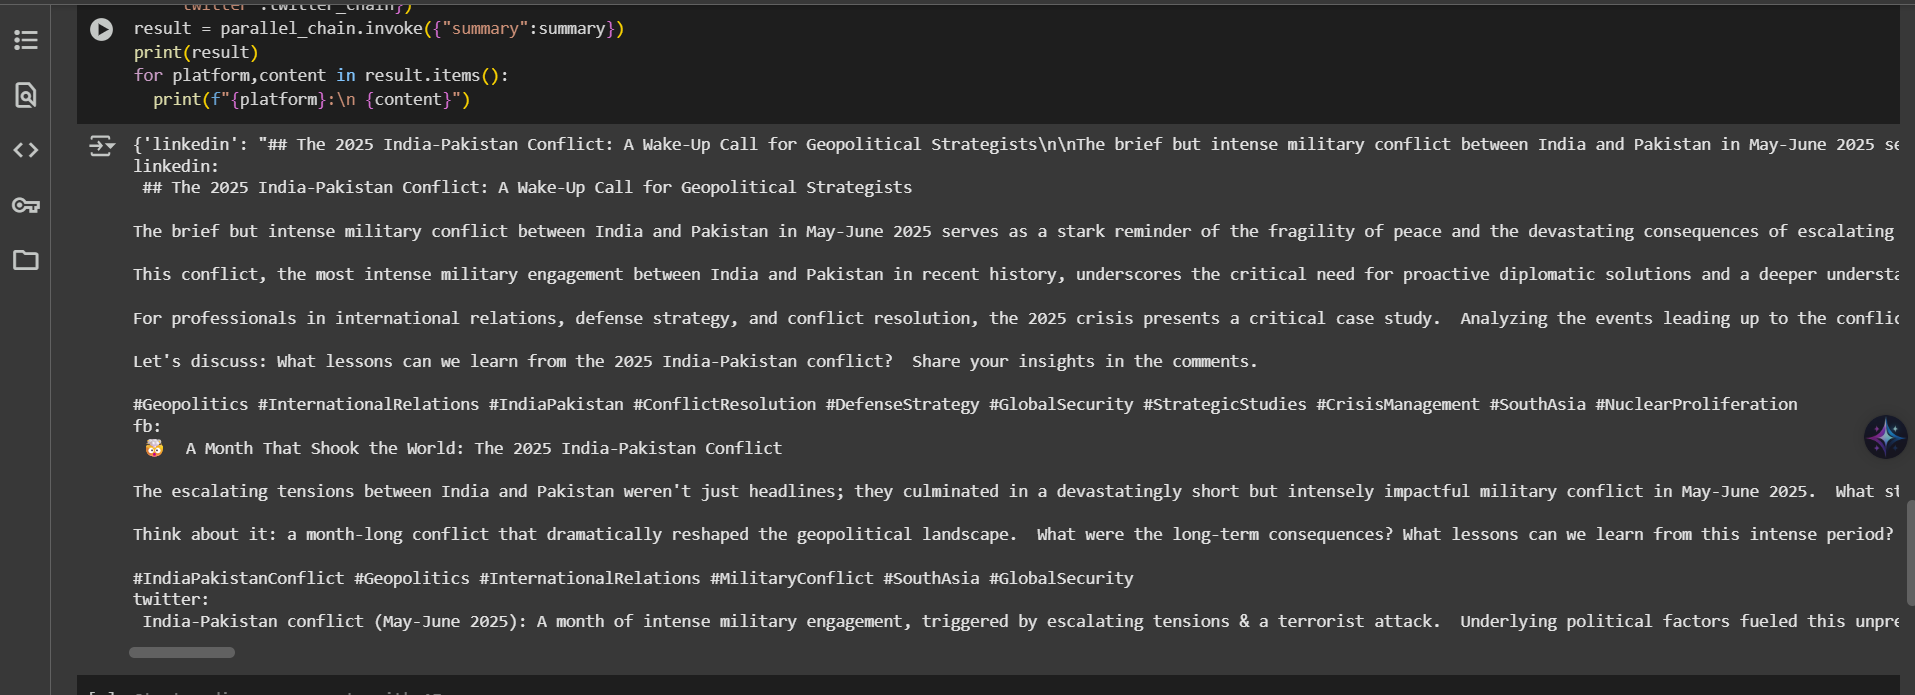 "twitter":twitter_chain})
result = parallel_chain.invoke({"summary":summary})
print(result)
for platform,content in result.items():
  print(f"{platform}:\n {content}")
{'linkedin': "## The 2025 India-Pakistan Conflict: A Wake-Up Call for Geopolitical Strategists\n\nThe brief but intense military conflict between India and Pakistan in May-June 2025 se
linkedin:
 ## The 2025 India-Pakistan Conflict: A Wake-Up Call for Geopolitical Strategists
The brief but intense military conflict between India and Pakistan in May-June 2025 serves as a stark reminder of the fragility of peace and the devastating consequences of escalating
This conflict, the most intense military engagement between India and Pakistan in recent history, underscores the critical need for proactive diplomatic solutions and a deeper understa
For professionals in international relations, defense strategy, and conflict resolution, the 2025 crisis presents a critical case study.  Analyzing the events leading up to the conflic
Let's discuss: What lessons can we learn from the 2025 India-Pakistan conflict?  Share your insights in the comments.
#Geopolitics #InternationalRelations #IndiaPakistan #ConflictResolution #DefenseStrategy #GlobalSecurity #StrategicStudies #CrisisManagement #SouthAsia #NuclearProliferation
fb:
 🤯  A Month That Shook the World: The 2025 India-Pakistan Conflict
The escalating tensions between India and Pakistan weren't just headlines; they culminated in a devastatingly short but intensely impactful military conflict in May-June 2025.  What st
Think about it: a month-long conflict that dramatically reshaped the geopolitical landscape.  What were the long-term consequences? What lessons can we learn from this intense period?
#IndiaPakistanConflict #Geopolitics #InternationalRelations #MilitaryConflict #SouthAsia #GlobalSecurity
twitter:
 India-Pakistan conflict (May-June 2025): A month of intense military engagement, triggered by escalating tensions & a terrorist attack.  Underlying political factors fueled this unpre